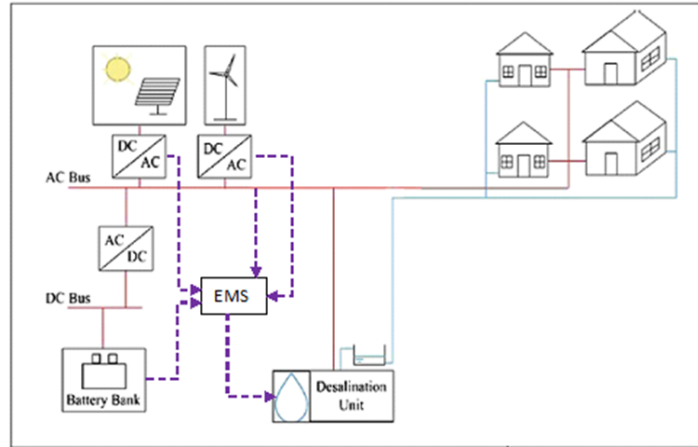 DC
AC
DC
AC
AC Bus
AC
DC
EMS
DC Bus
Battery Bank
Desalination
Unit